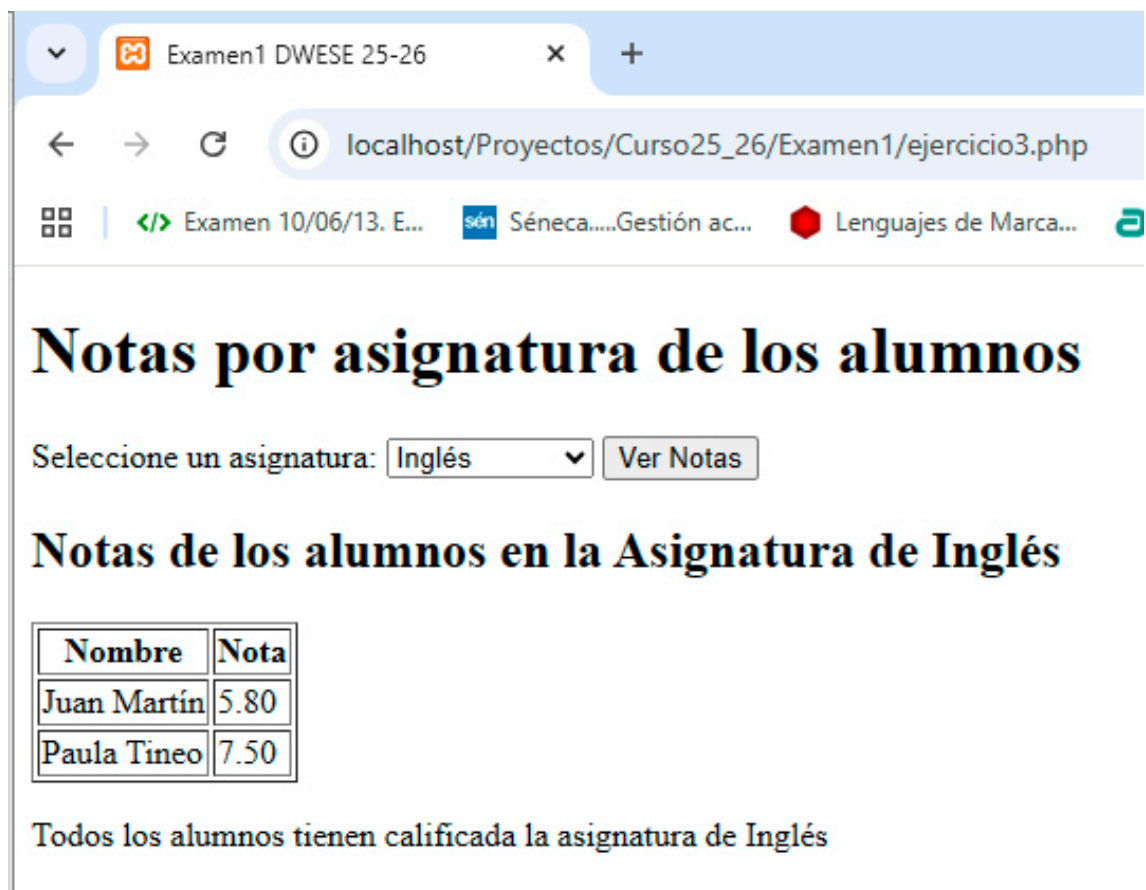 Examen1 DWESE 25-26
localhost/Proyectos/Curso25_26/Examen1/ejercicio3.php
</> Examen 10/06/13. E... sén Séneca.....Gestión ac... Lenguajes de Marca...
Notas por asignatura de los alumnos
Seleccione un asignatura: Inglés Ver Notas
Notas de los alumnos en la Asignatura de Inglés
Nombre Nota
Juan Martín 5.80
Paula Tineo 7.50
Todos los alumnos tienen calificada la asignatura de Inglés